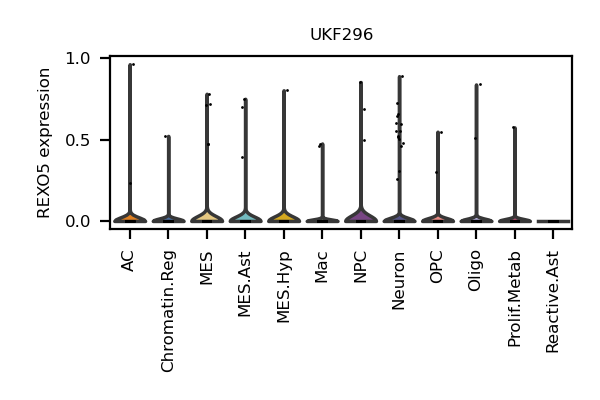 UKF296
REXO5 expression
1.0
0.5
0.0
AC
Chromatin.Reg
MES
MES.Ast
MES.Hyp
Mac
NPC
Neuron
OPC
Oligo
Prolif.Metab
Reactive.Ast